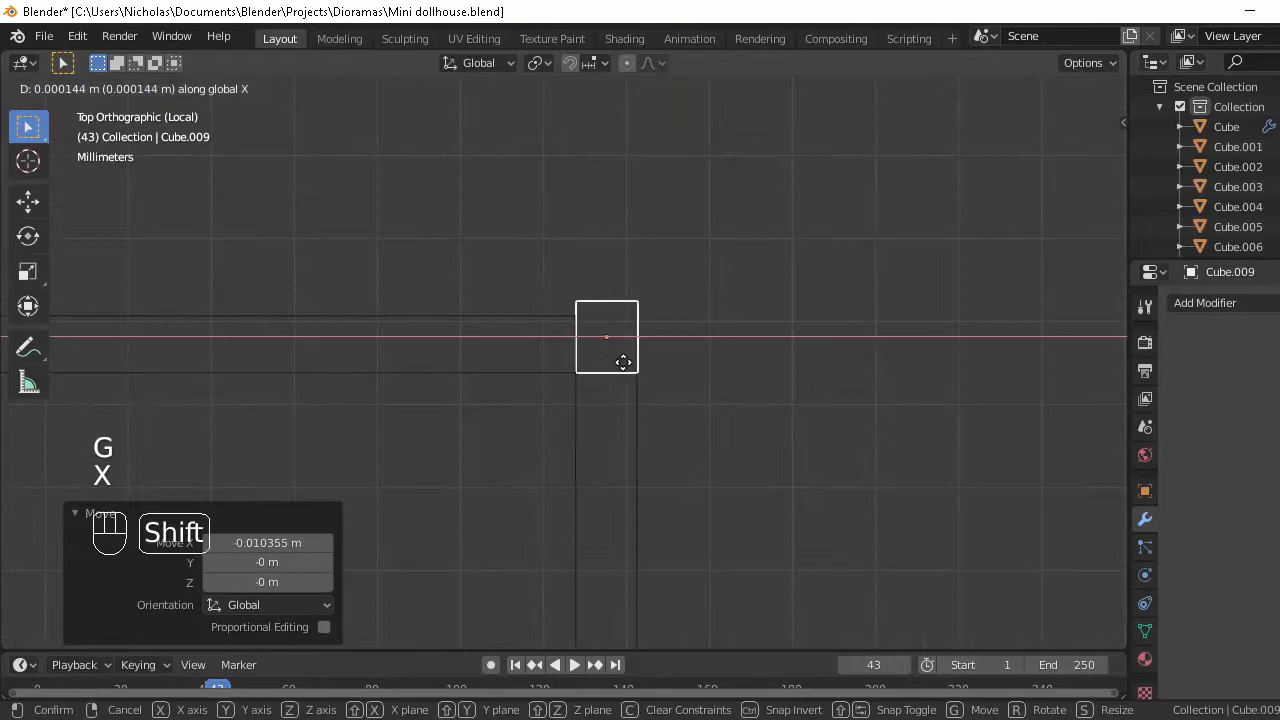 Blender* [C:\Users\Nicholas\Documents\Blender\Projects\Dioramas\Mini dollhouse.blend]
File Edit Render Window Help Layout Modeling Sculpting UV Editing Texture Paint Shading Animation Rendering Compositing Scripting + Scene View Layer
Global Options
D: 0.000144 m (0.000144 m) along global X
Scene Collection
Top Orthographic (Local)
Collection
(43) Collection | Cube.009
Cube
Millimeters
Cube.001
Cube.002
Cube.003
Cube.004
Cube.005
Cube.006
Cube.009
Add Modifier
G
X
Move
Shift
Move X -0.010355 m
Y -0 m
Z -0 m
Orientation Global
Proportional Editing
Playback Keying View Marker 43 Start 1 End 250
Confirm Cancel X X axis Y Y axis Z Z axis X X plane Y Y plane Z Z plane C Clear Constraints Ctrl Snap Invert Snap Toggle G Move R Rotate S Resize Collection | Cube.009